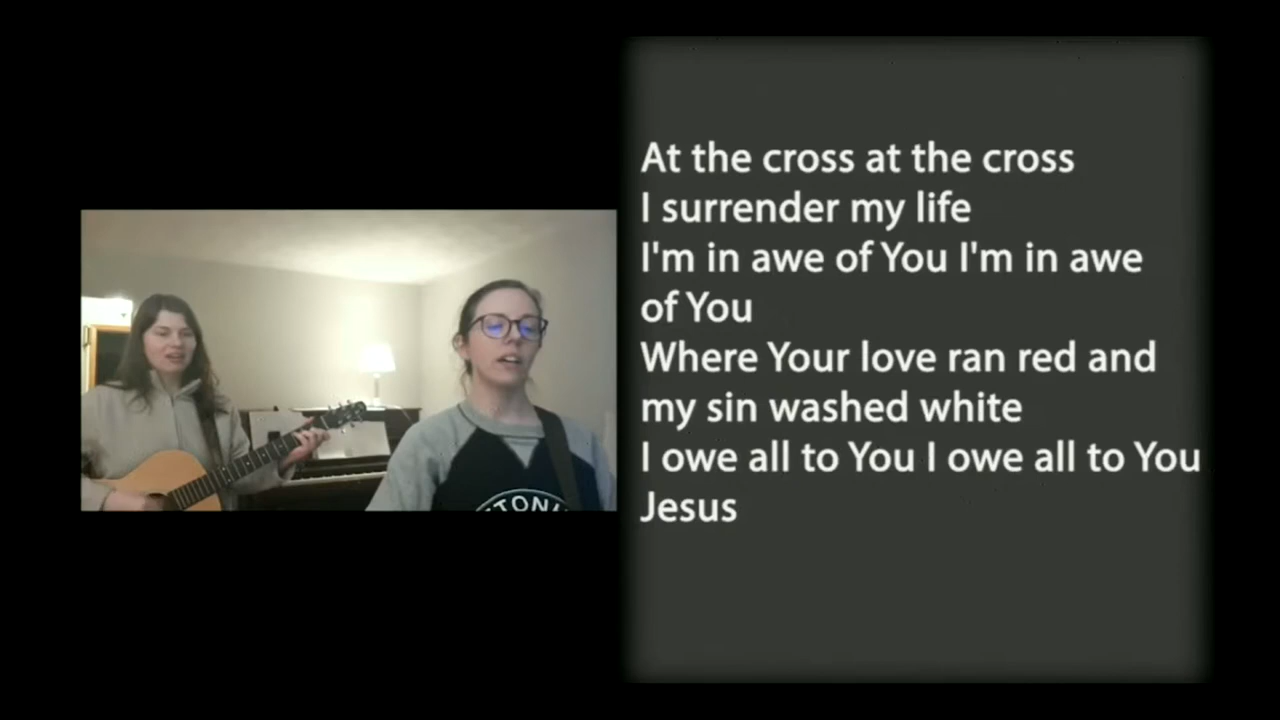 At the cross at the cross
I surrender my life
I'm in awe of You I'm in awe
of You
Where Your love ran red and
my sin washed white
I owe all to You I owe all to You
Jesus